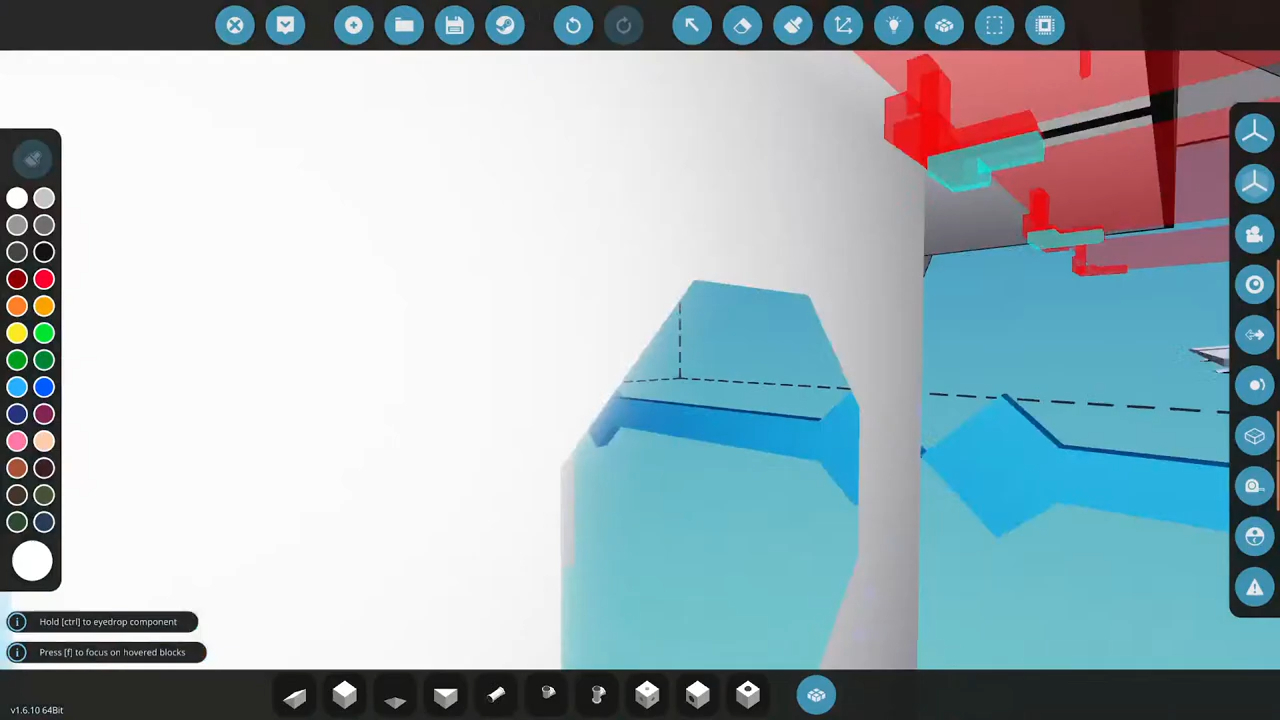 Hold [ctrl] to eyedrop component
Press [f] to focus on hovered blocks
v1.6.10 64Bit